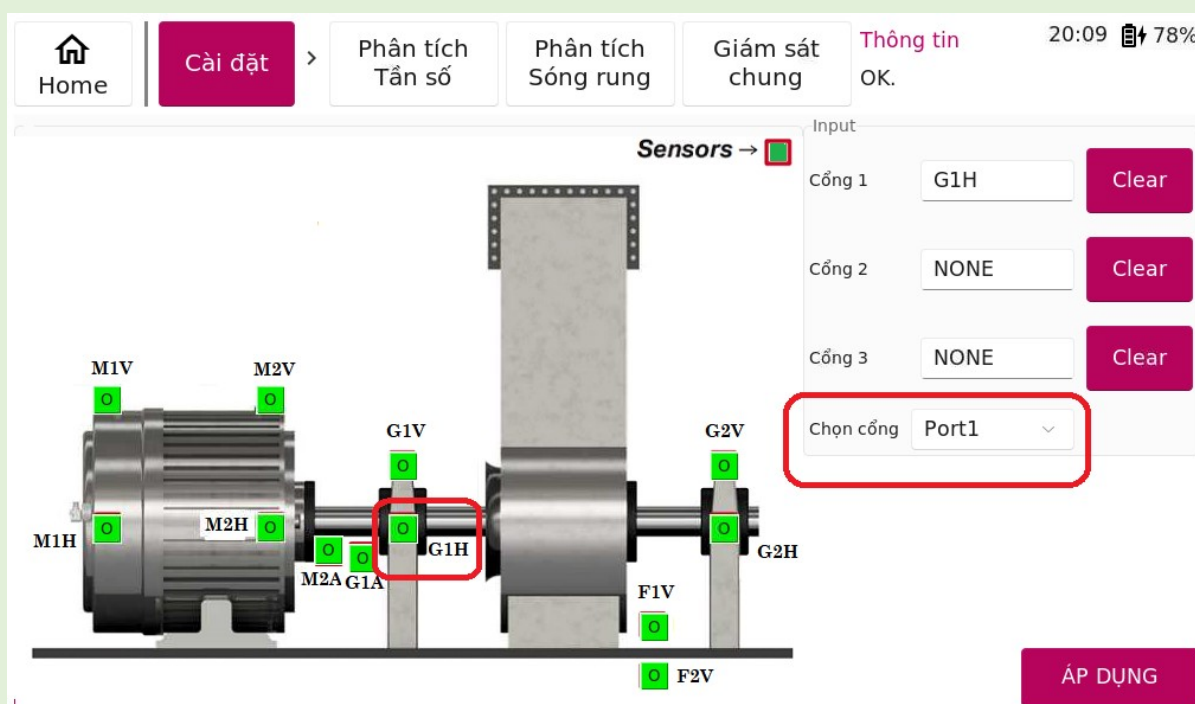 Home
Cài đặt
>
Phân tích
Tần số
Phân tích
Sóng rung
Giám sát
chung
Thông tin
OK.
20:09 78%
Sensors →
Input
Cổng 1 G1H Clear
Cổng 2 NONE Clear
Cổng 3 NONE Clear
Chọn cổng Port1
M1V
O
M2V
O
G1V
O
G2V
O
M1H
O
M2H
O
M2A
O
G1A
O
G1H
O
G2H
O
F1V
O
F2V
O
ÁP DỤNG